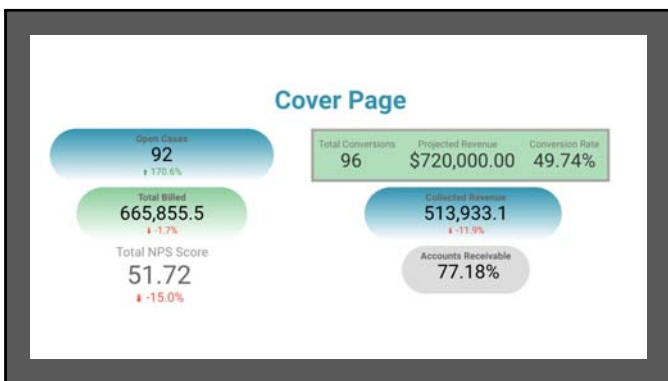 Cover Page
Open Cases
92
↑ 170.6%
Total Billed
665,855.5
↓ -1.7%
Total NPS Score
51.72
↓ -15.0%
Total Conversions Projected Revenue Conversion Rate
96 $720,000.00 49.74%
Collected Revenue
513,933.1
↓ -11.9%
Accounts Receivable
77.18%